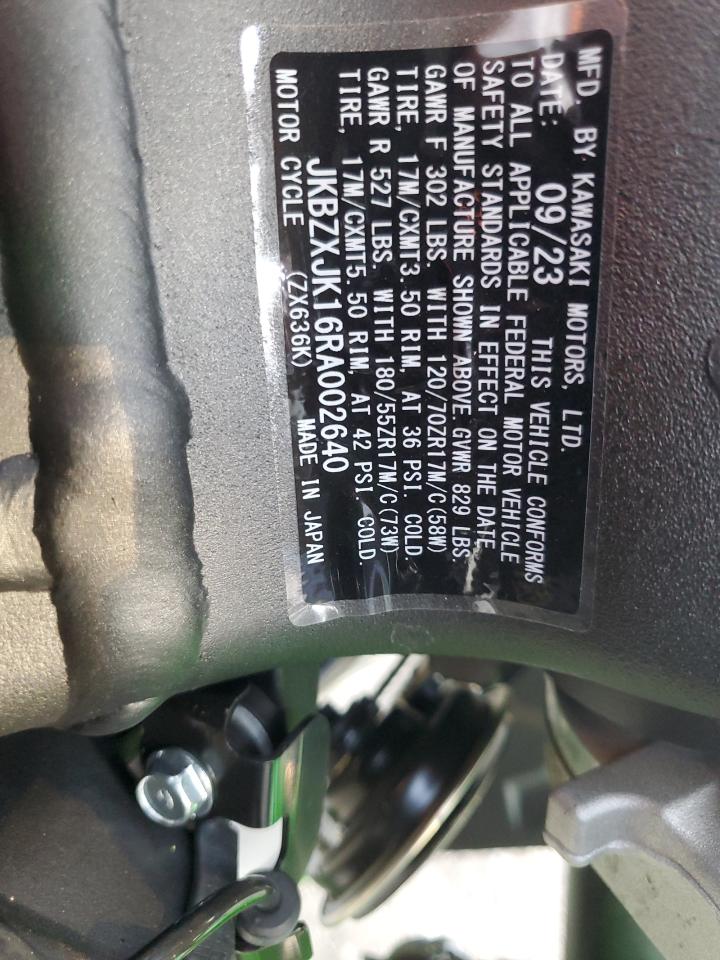 MFD. BY KAWASAKI MOTORS, LTD.
DATE: 09/23 THIS VEHICLE CONFORMS
TO ALL APPLICABLE FEDERAL MOTOR VEHICLE
SAFETY STANDARDS IN EFFECT ON THE DATE
OF MANUFACTURE SHOWN ABOVE. GVWR 829 LBS.
GAWR F 302 LBS. WITH 120/70ZR17M/C(58W)
TIRE, 17M/CXMT3.50 RIM, AT 36 PSI. COLD.
GAWR R 527 LBS. WITH 180/55ZR17M/C(73W)
TIRE, 17M/CXMT5.50 RIM, AT 42 PSI. COLD.
JKBZXJK16RA002640
MOTOR CYCLE (ZX636K) MADE IN JAPAN